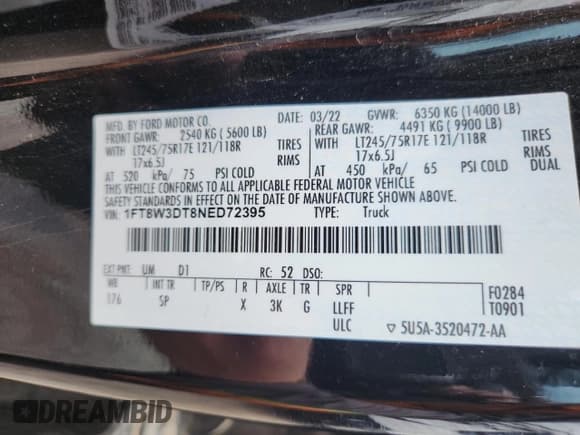 MFD. BY FORD MOTOR CO. DATE: 03/22 GVWR: 6350 KG (14000 LB)
FRONT GAWR: 2540 KG (5600 LB) REAR GAWR: 4491 KG (9900 LB)
WITH LT245/75R17E 121/118R TIRES WITH LT245/75R17E 121/118R TIRES
17x6.5J RIMS 17x6.5J RIMS
AT 520 kPa/ 75 PSI COLD AT 450 kPa/ 65 PSI COLD DUAL
THIS VEHICLE CONFORMS TO ALL APPLICABLE FEDERAL MOTOR VEHICLE
SAFETY STANDARDS IN EFFECT ON THE DATE OF MANUFACTURE SHOWN ABOVE.
VIN: 1FT8W3DT8NED72395 TYPE: Truck
EXT PNT: UM D1 RC: 52 DSO:
WB INT TR TP/PS R AXLE TR SPR F0284
176 SP X 3K G LLFF T0901
ULC 5U5A-3520472-AA
DREAMBID